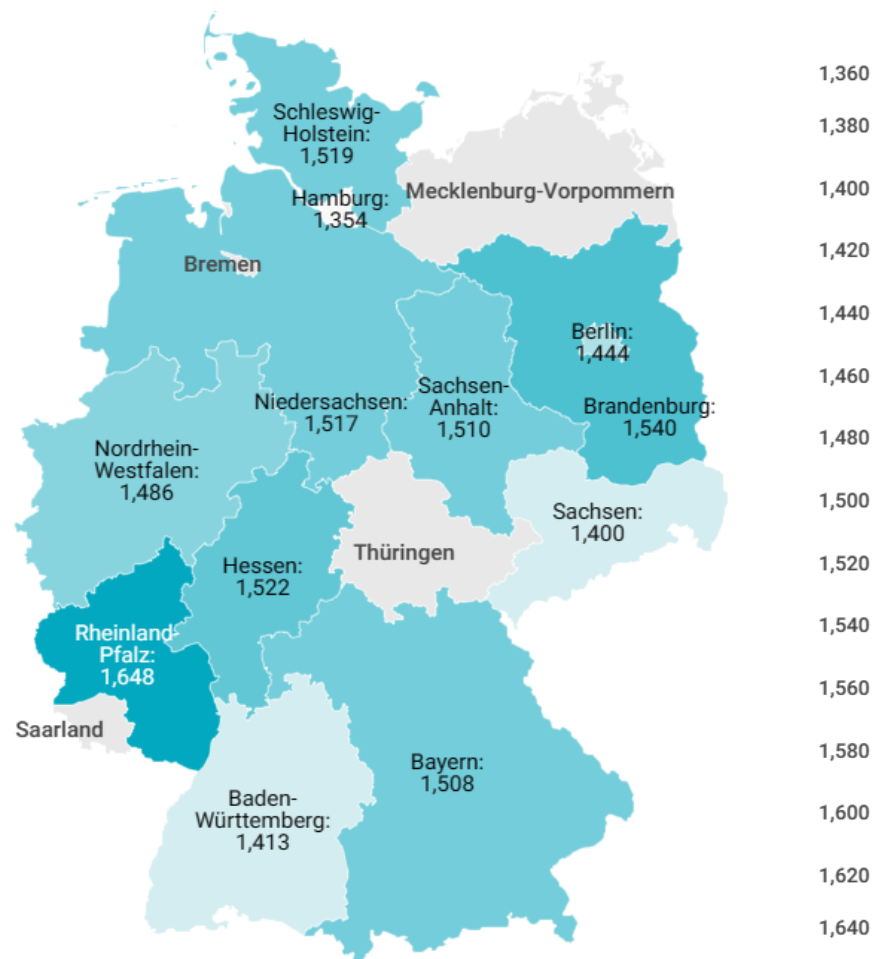 Schleswig-
Holstein:
1,519
Hamburg:
1,354
Mecklenburg-Vorpommern
Bremen
Berlin:
1,444
Niedersachsen:
1,517
Sachsen-
Anhalt:
1,510
Brandenburg:
1,540
Nordrhein-
Westfalen:
1,486
Sachsen:
1,400
Thüringen
Hessen:
1,522
Rheinland-
Pfalz:
1,648
Saarland
Bayern:
1,508
Baden-
Württemberg:
1,413
1,360
1,380
1,400
1,420
1,440
1,460
1,480
1,500
1,520
1,540
1,560
1,580
1,600
1,620
1,640